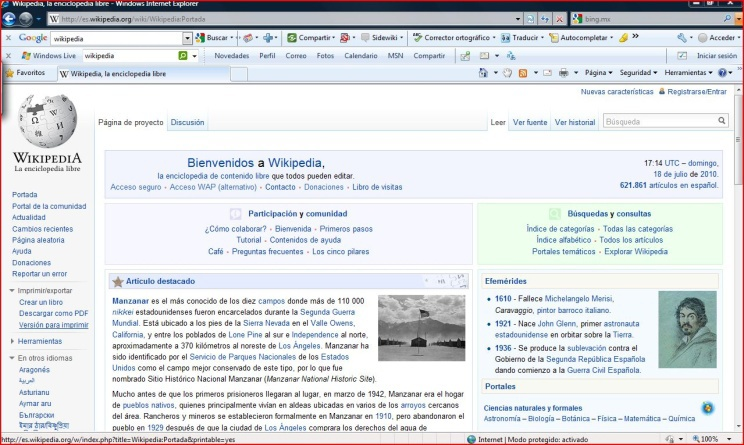 Wikipedia, la enciclopedia libre - Windows Internet Explorer
http://es.wikipedia.org/wiki/Wikipedia:Portada
bing.mx
Google wikipedia Buscar Compartir Sidewiki Corrector ortográfico Traducir Autocompletar Acceder
Windows Live wikipedia Novedades Perfil Correo Fotos Calendario MSN Compartir Iniciar sesión
Favoritos Wikipedia, la enciclopedia libre Página Seguridad Herramientas
Nuevas características Registrarse/Entrar
Página de proyecto Discusión Leer Ver fuente Ver historial Búsqueda
WIKIPEDIA
La enciclopedia libre
Portada
Portal de la comunidad
Actualidad
Cambios recientes
Página aleatoria
Ayuda
Donaciones
Reportar un error
Imprimir/exportar
Crear un libro
Descargar como PDF
Versión para imprimir
Herramientas
En otros idiomas
Aragonés
العربية
Asturianu
Aymar aru
Български
Bienvenidos a Wikipedia,
la enciclopedia de contenido libre que todos pueden editar.
Acceso seguro - Acceso WAP (alternativo) - Contacto - Donaciones - Libro de visitas
17:14 UTC – domingo,
18 de julio de 2010.
621.861 artículos en español.
Participación y comunidad
¿Cómo colaborar? - Bienvenida - Primeros pasos
Tutorial - Contenidos de ayuda
Café - Preguntas frecuentes - Los cinco pilares
Búsquedas y consultas
Índice de categorías - Todas las categorías
Índice alfabético - Todos los artículos
Portales temáticos - Explorar Wikipedia
Artículo destacado
Manzanar es el más conocido de los diez campos donde más de 110 000
nikkei estadounidenses fueron encarcelados durante la Segunda Guerra
Mundial. Está ubicado a los pies de la Sierra Nevada en el Valle Owens,
California, y entre los poblados de Lone Pine al sur e Independence al norte,
aproximadamente a 370 kilómetros al noreste de Los Ángeles. Manzanar ha
sido identificado por el Servicio de Parques Nacionales de los Estados
Unidos como el campo mejor conservado de este tipo, por lo que fue
nombrado Sitio Histórico Nacional Manzanar (Manzanar National Historic Site).
Mucho antes de que los primeros prisioneros llegaran al lugar, en marzo de 1942, Manzanar era el hogar
de pueblos nativos, quienes principalmente vivían en aldeas ubicadas en varios de los arroyos cercanos
del área. Rancheros y mineros se establecieron formalmente en Manzanar en 1910, pero abandonaron el
pueblo en 1929 después de que la ciudad de Los Ángeles comprara los derechos del agua de
Efemérides
1610 - Fallece Michelangelo Merisi,
Caravaggio, pintor barroco italiano.
1921 - Nace John Glenn, primer astronauta
estadounidense en orbitar sobre la Tierra.
1936 - Se produce la sublevación contra el
Gobierno de la Segunda República Española
dando comienzo a la Guerra Civil Española.
Portales
Ciencias naturales y formales
Astronomía – Biología – Botánica – Física – Matemática – Química
http://es.wikipedia.org/w/index.php?title=Wikipedia:Portada&printable=yes
Internet | Modo protegido: activado
100%